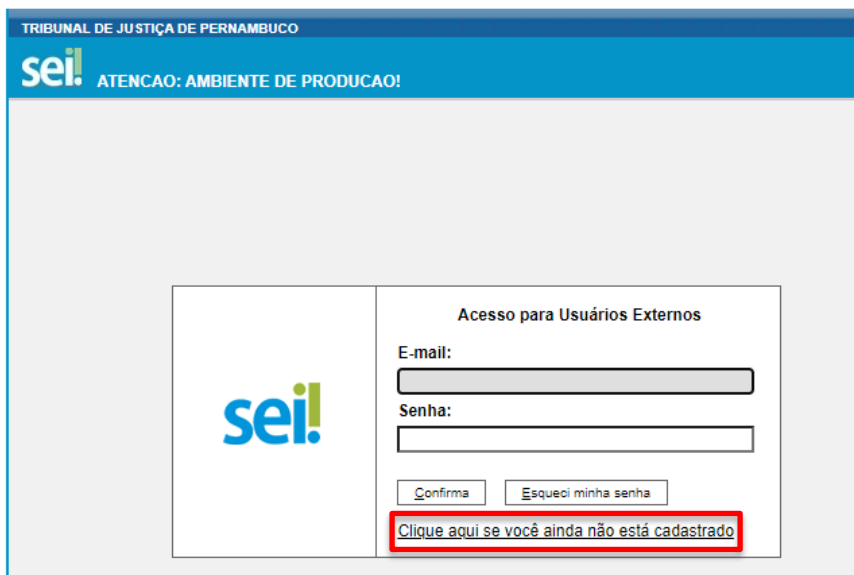 TRIBUNAL DE JUSTIÇA DE PERNAMBUCO
sei! ATENCAO: AMBIENTE DE PRODUCAO!
Acesso para Usuários Externos
E-mail:
sei!
Senha:
Confirma Esqueci minha senha
Clique aqui se você ainda não está cadastrado